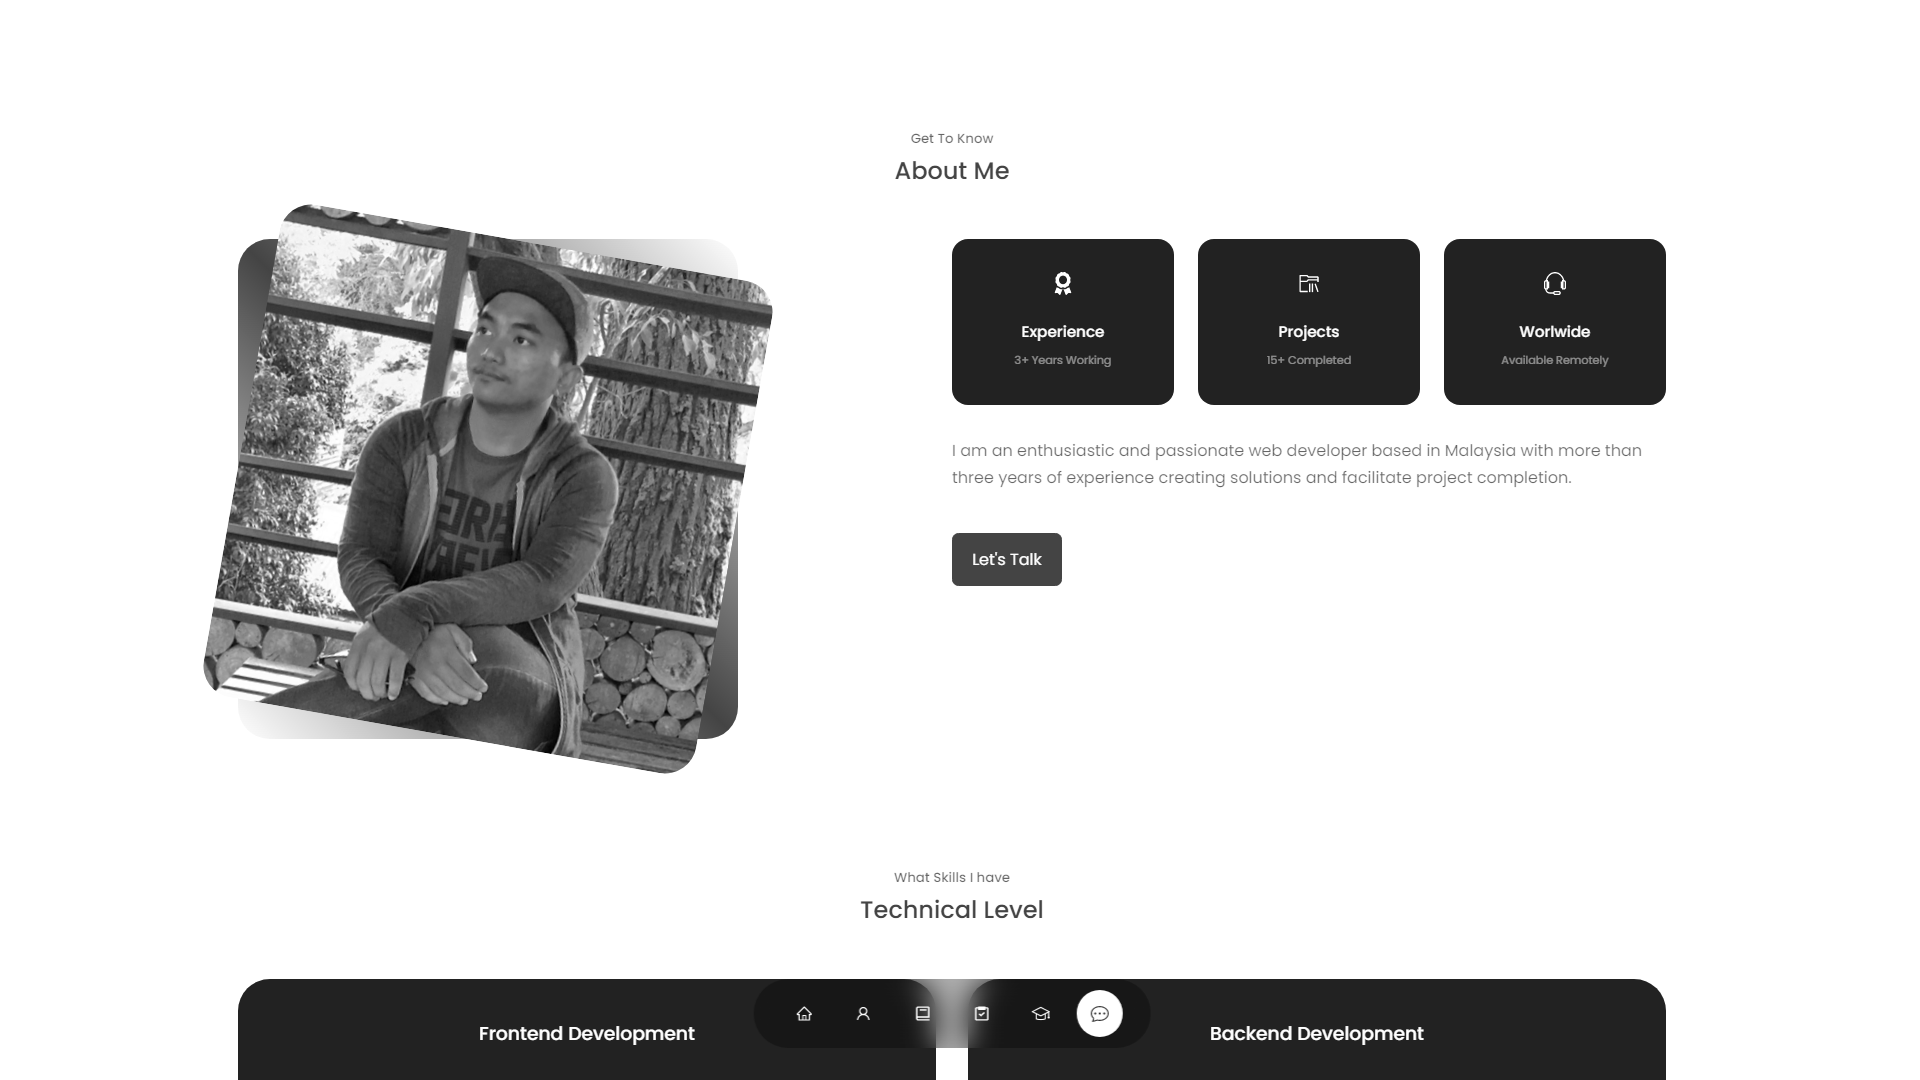 Get To Know
About Me
Experience
3+ Years Working
Projects
15+ Completed
Worlwide
Available Remotely
I am an enthusiastic and passionate web developer based in Malaysia with more than
three years of experience creating solutions and facilitate project completion.
Let's Talk
What Skills I have
Technical Level
Frontend Development
Backend Development